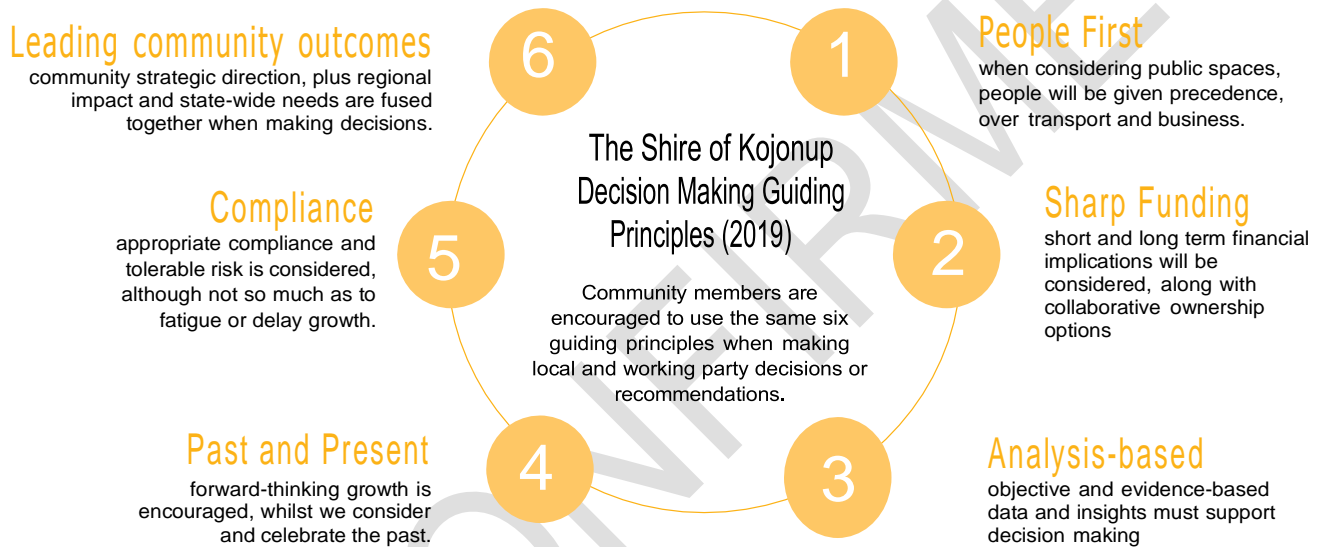 The Shire of Kojonup
Decision Making Guiding
Principles (2019)
Community members are
encouraged to use the same six
guiding principles when making
local and working party decisions or
recommendations.
1
People First
when considering public spaces,
people will be given precedence,
over transport and business.
2
Sharp Funding
short and long term financial
implications will be
considered, along with
collaborative ownership
options
3
Analysis-based
objective and evidence-based
data and insights must support
decision making
4
Past and Present
forward-thinking growth is
encouraged, whilst we consider
and celebrate the past.
5
Compliance
appropriate compliance and
tolerable risk is considered,
although not so much as to
fatigue or delay growth.
6
Leading community outcomes
community strategic direction, plus regional
impact and state-wide needs are fused
together when making decisions.